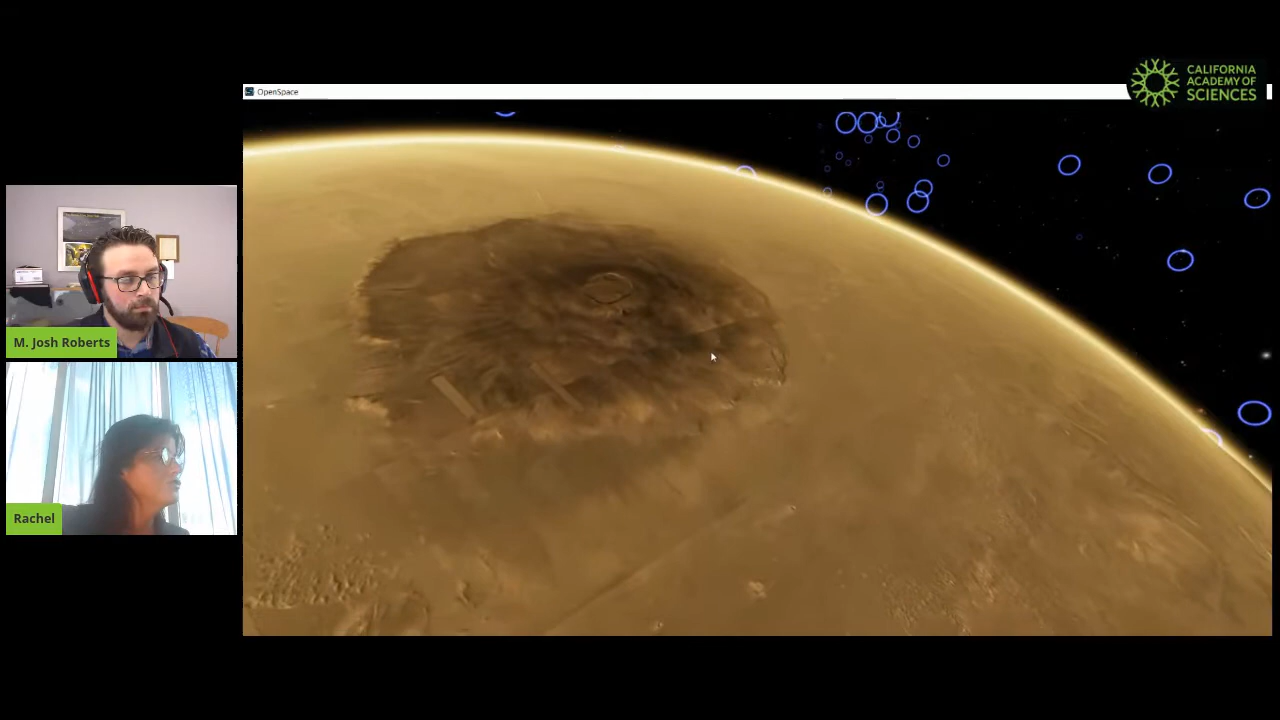 CALIFORNIA
ACADEMY OF
SCIENCES
OpenSpace
M. Josh Roberts
Rachel